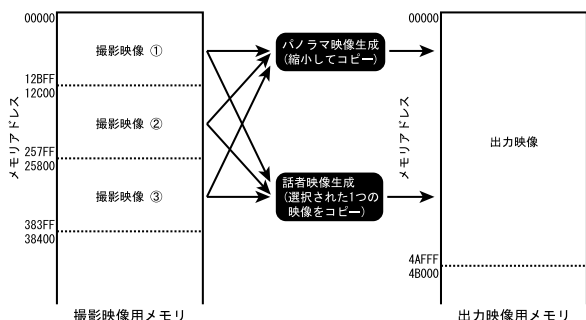 00000
撮影映像 ①
12BFF
12000
撮影映像 ②
257FF
25800
撮影映像 ③
383FF
38400
メモリアドレス
撮影映像用メモリ
パノラマ映像生成
(縮小してコピー)
話者映像生成
(選択された1つの
映像をコピー)
00000
メモリアドレス
出力映像
4AFFF
4B000
出力映像用メモリ